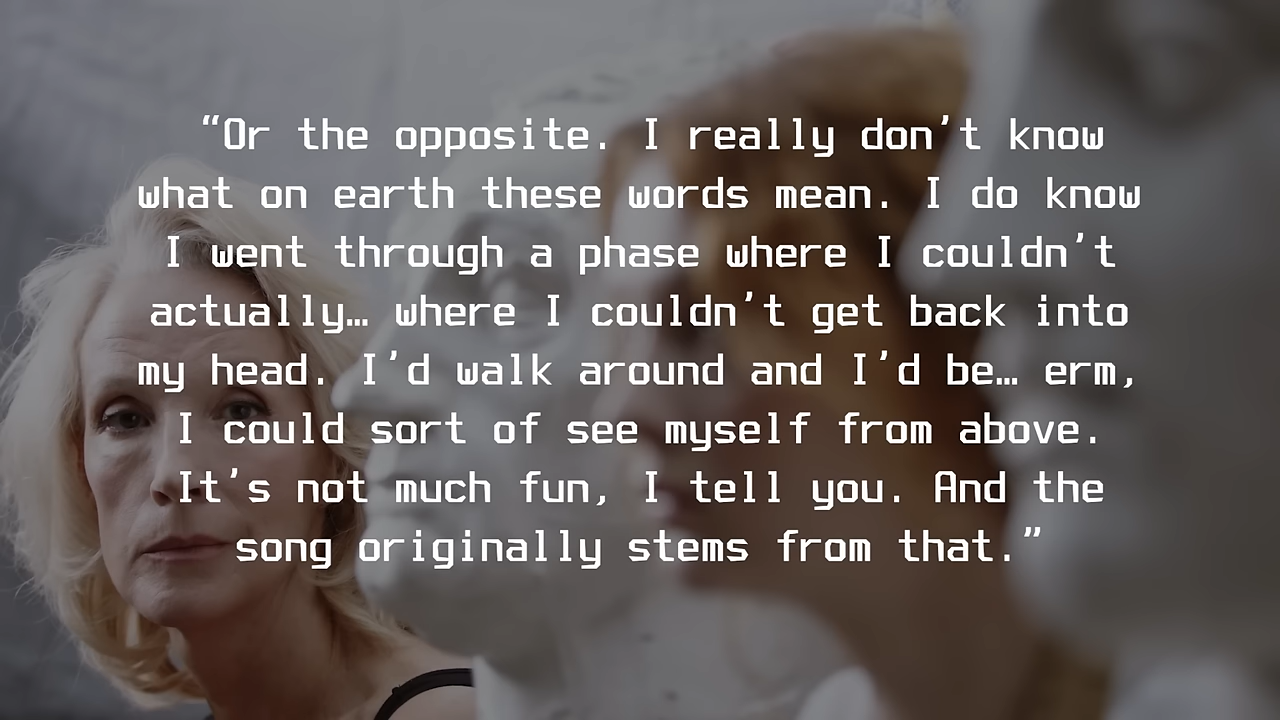 “Or the opposite. I really don’t know
what on earth these words mean. I do know
I went through a phase where I couldn’t
actually… where I couldn’t get back into
my head. I’d walk around and I’d be… erm,
I could sort of see myself from above.
It’s not much fun, I tell you. And the
song originally stems from that.”